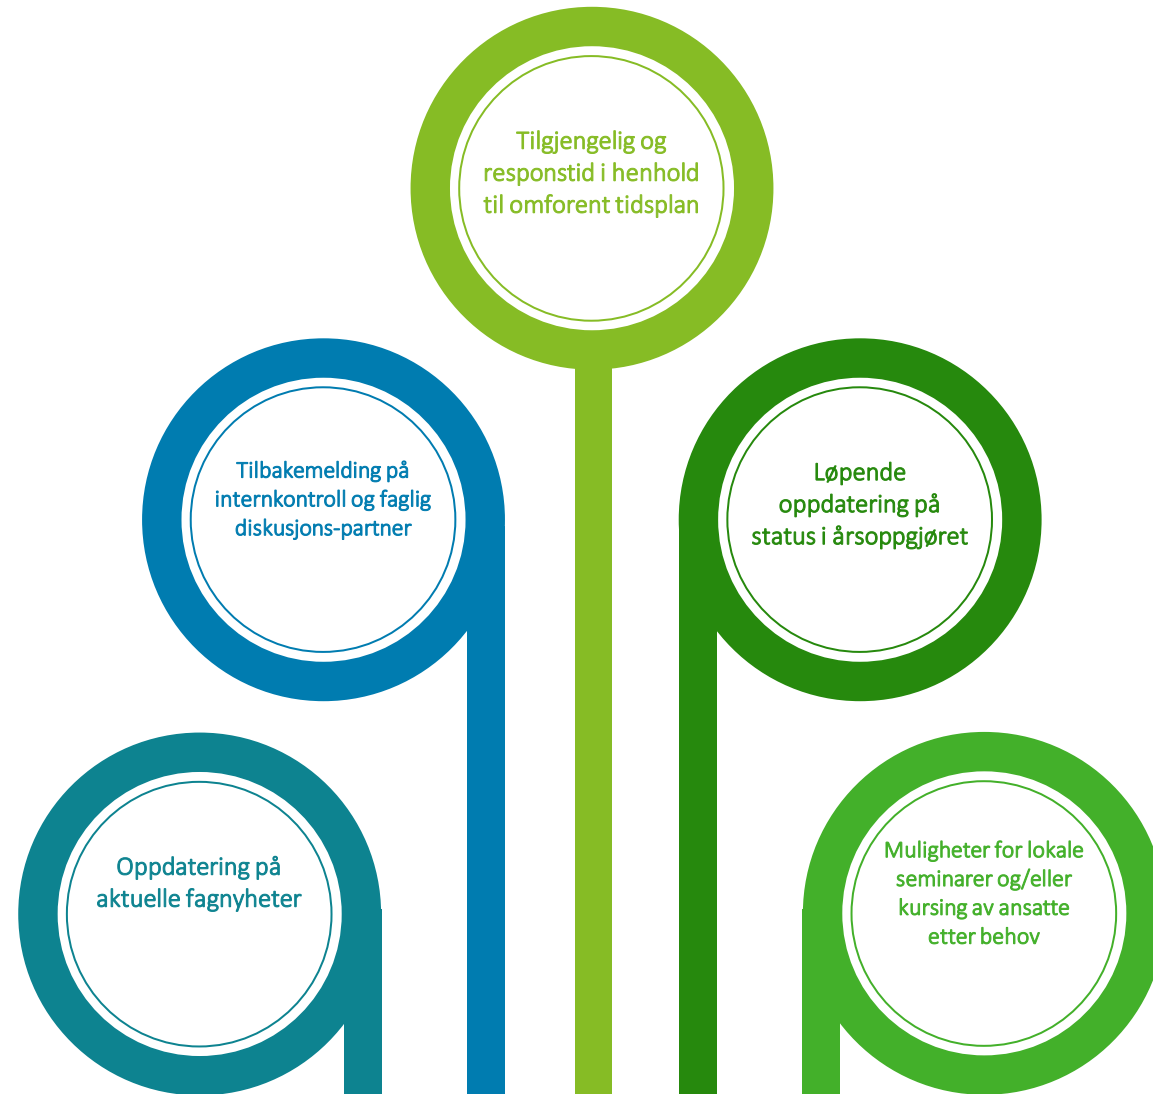 Tilgjengelig og
responstid i henhold
til omforent tidsplan
Tilbakemelding på
internkontroll og faglig
diskusjons-partner
Løpende
oppdatering på
status i årsoppgjøret
Oppdatering på
aktuelle fagnyheter
Muligheter for lokale
seminarer og/eller
kursing av ansatte
etter behov